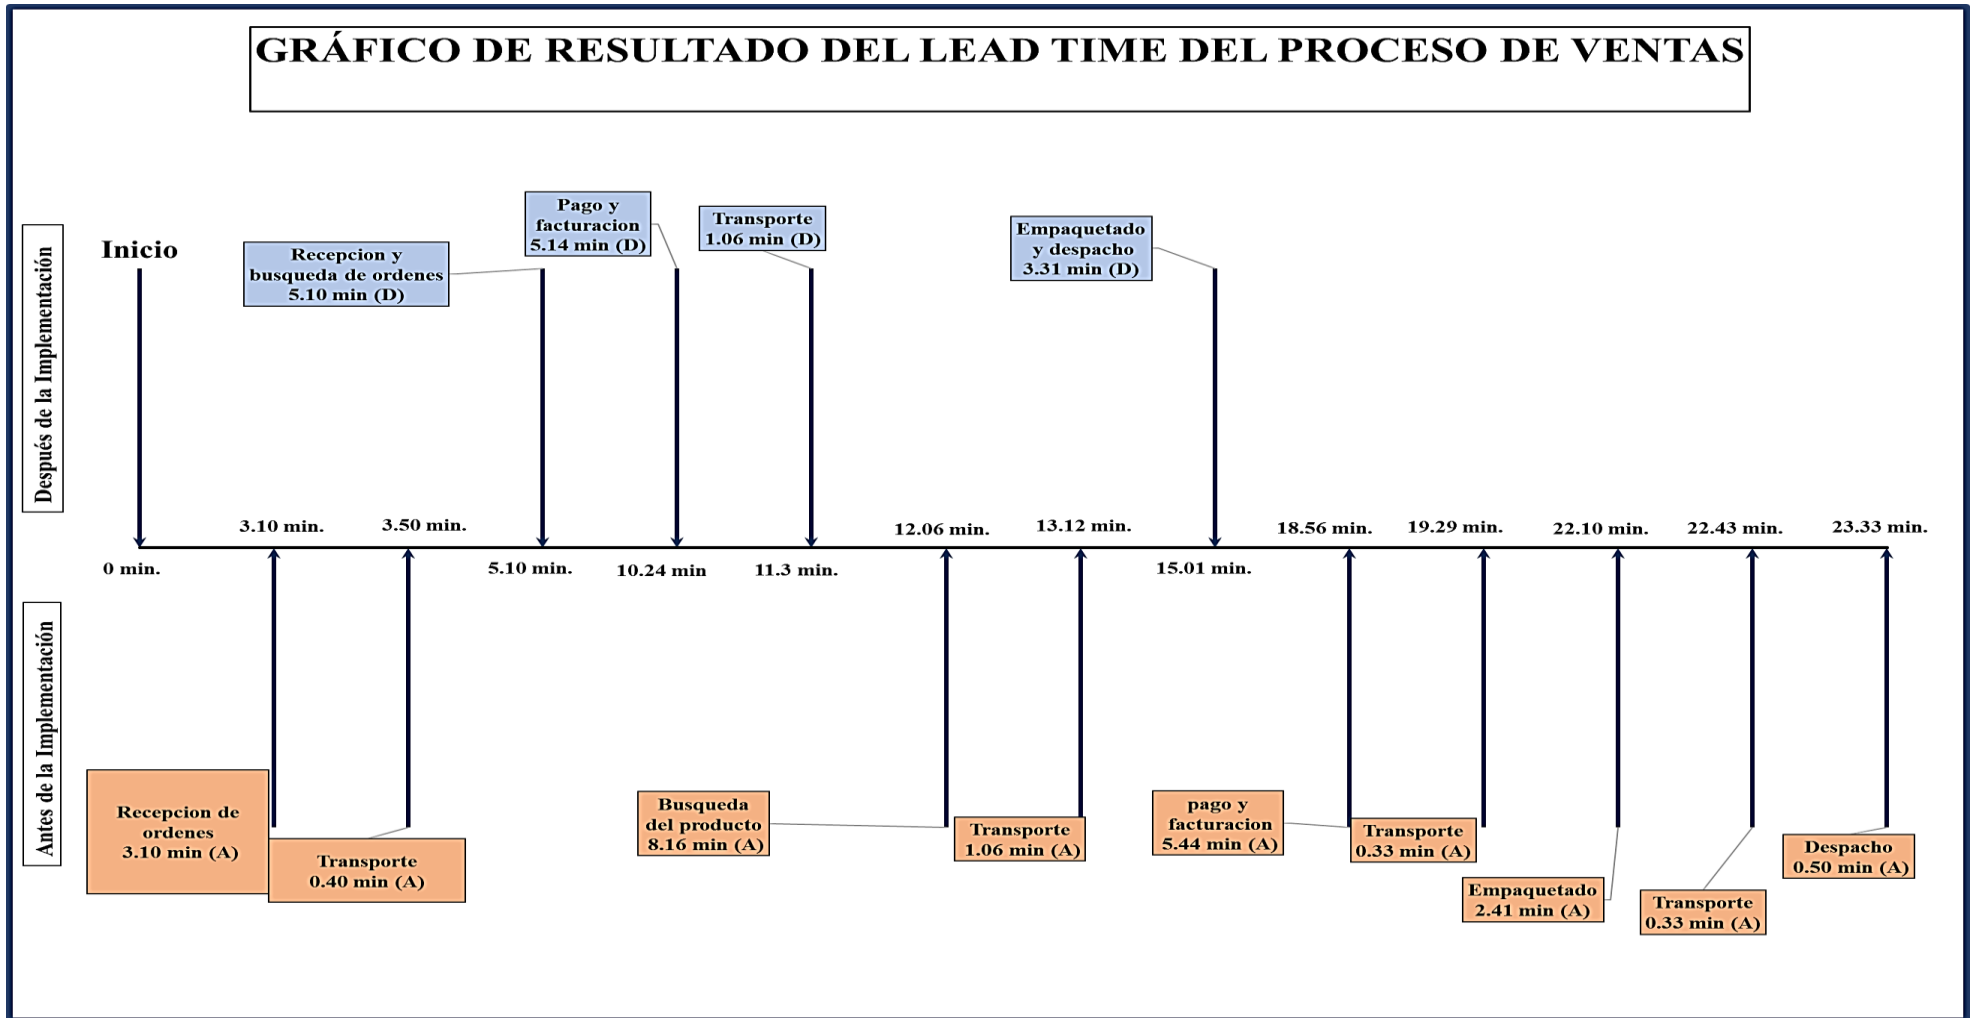 GRÁFICO DE RESULTADO DEL LEAD TIME DEL PROCESO DE VENTAS
Después de la Implementación
Inicio
Recepcion y
busqueda de ordenes
5.10 min (D)
Pago y
facturacion
5.14 min (D)
Transporte
1.06 min (D)
Empaquetado
y despacho
3.31 min (D)
3.10 min.
3.50 min.
12.06 min.
13.12 min.
18.56 min.
19.29 min.
22.10 min.
22.43 min.
23.33 min.
0 min.
5.10 min.
10.24 min
11.3 min.
15.01 min.
Antes de la Implementación
Recepcion de
ordenes
3.10 min (A)
Transporte
0.40 min (A)
Busqueda
del producto
8.16 min (A)
Transporte
1.06 min (A)
pago y
facturacion
5.44 min (A)
Transporte
0.33 min (A)
Empaquetado
2.41 min (A)
Transporte
0.33 min (A)
Despacho
0.50 min (A)